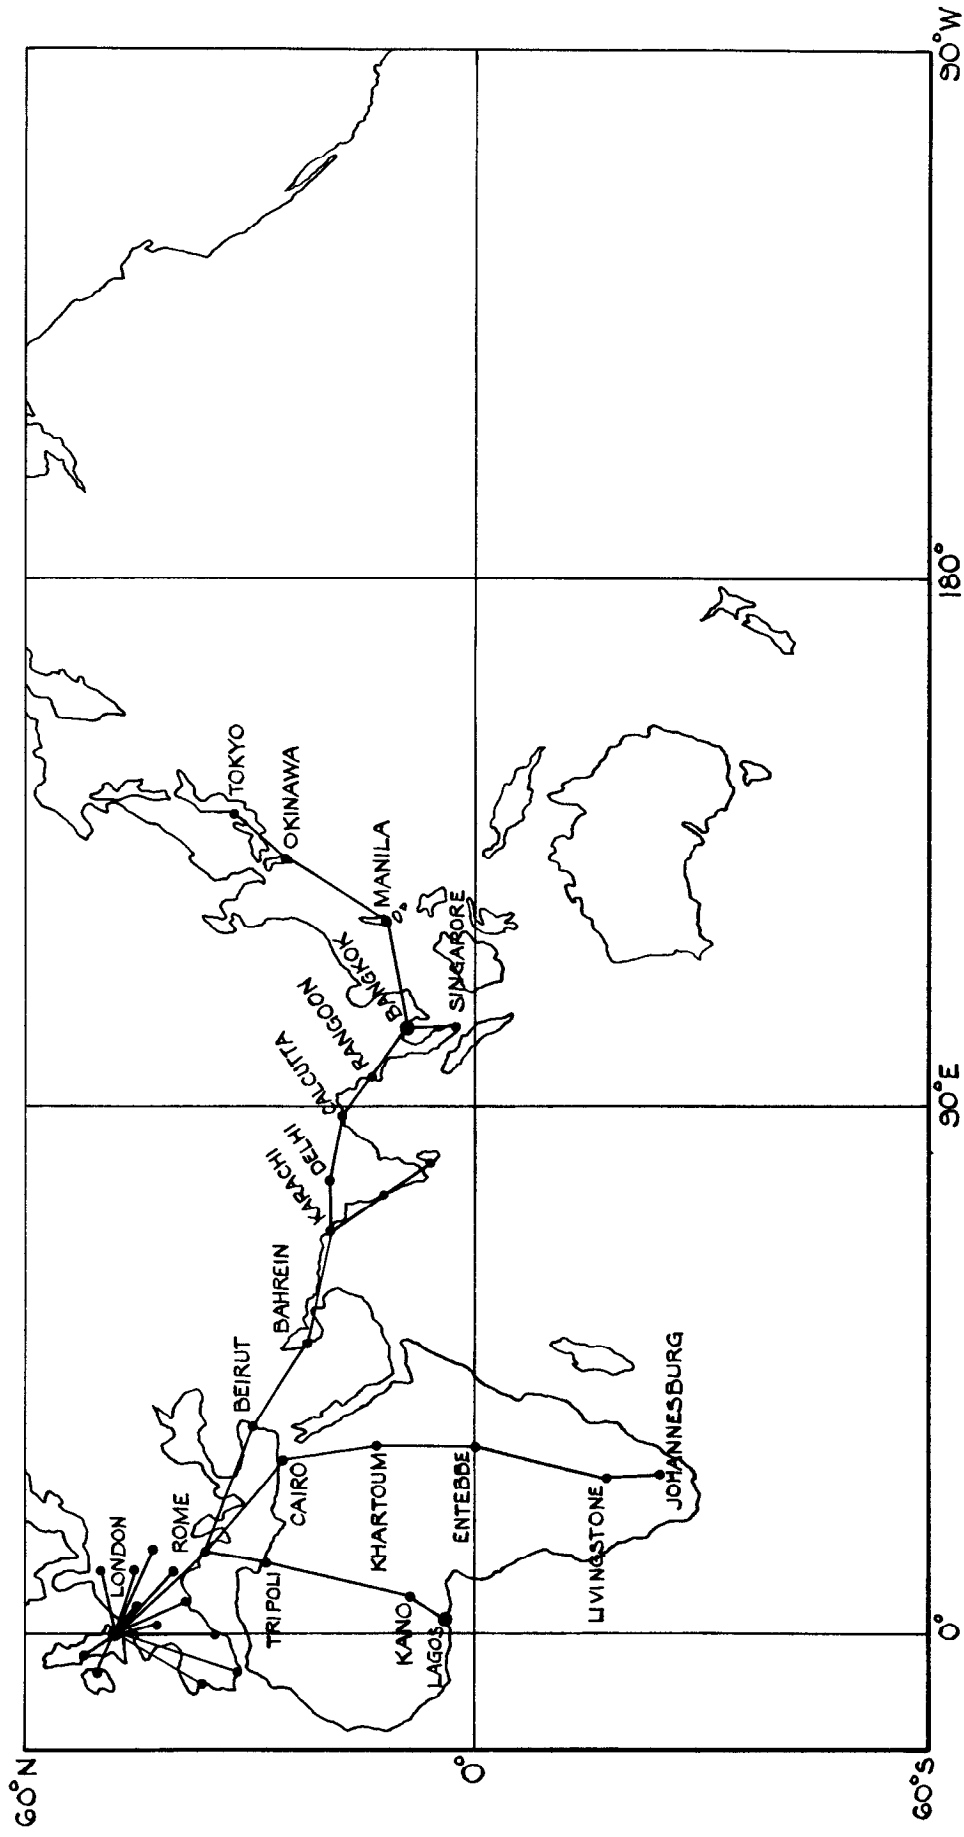 60°N
0°
60°S
0°
90°E
180°
90°W
LONDON
ROME
TRIPOLI
KANO
LAGOS
CAIRO
KHARTOUM
ENTEBBE
LIVINGSTONE
JOHANNESBURG
BEIRUT
BAHREIN
KARACHI
DELHI
CALCUTTA
RANGOON
BANGKOK
SINGAPORE
MANILA
OKINAWA
TOKYO